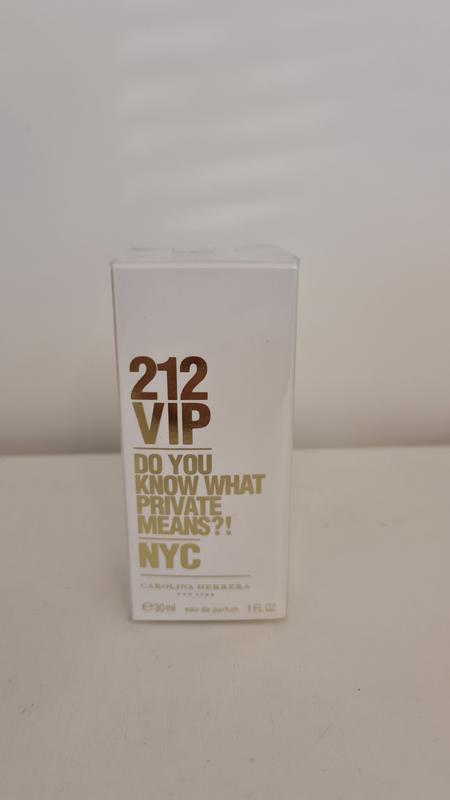 212
VIP
DO YOU
KNOW WHAT
PRIVATE
MEANS?!
NYC
CAROLINA HERRERA
NEW YORK
℮30 ml eau de parfum 1 FL OZ